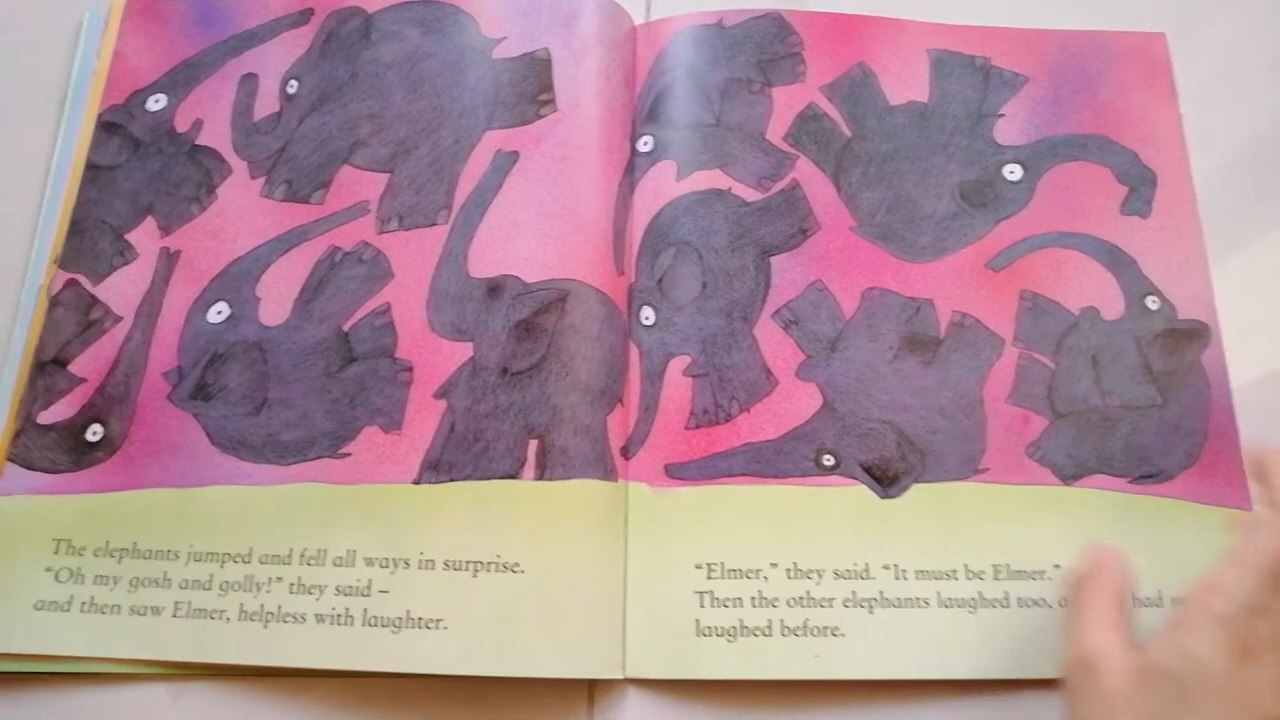 The elephants jumped and fell all ways in surprise.
“Oh my gosh and golly!” they said –
and then saw Elmer, helpless with laughter.
“Elmer,” they said. “It must be Elmer.”
Then the other elephants laughed too, had
laughed before.